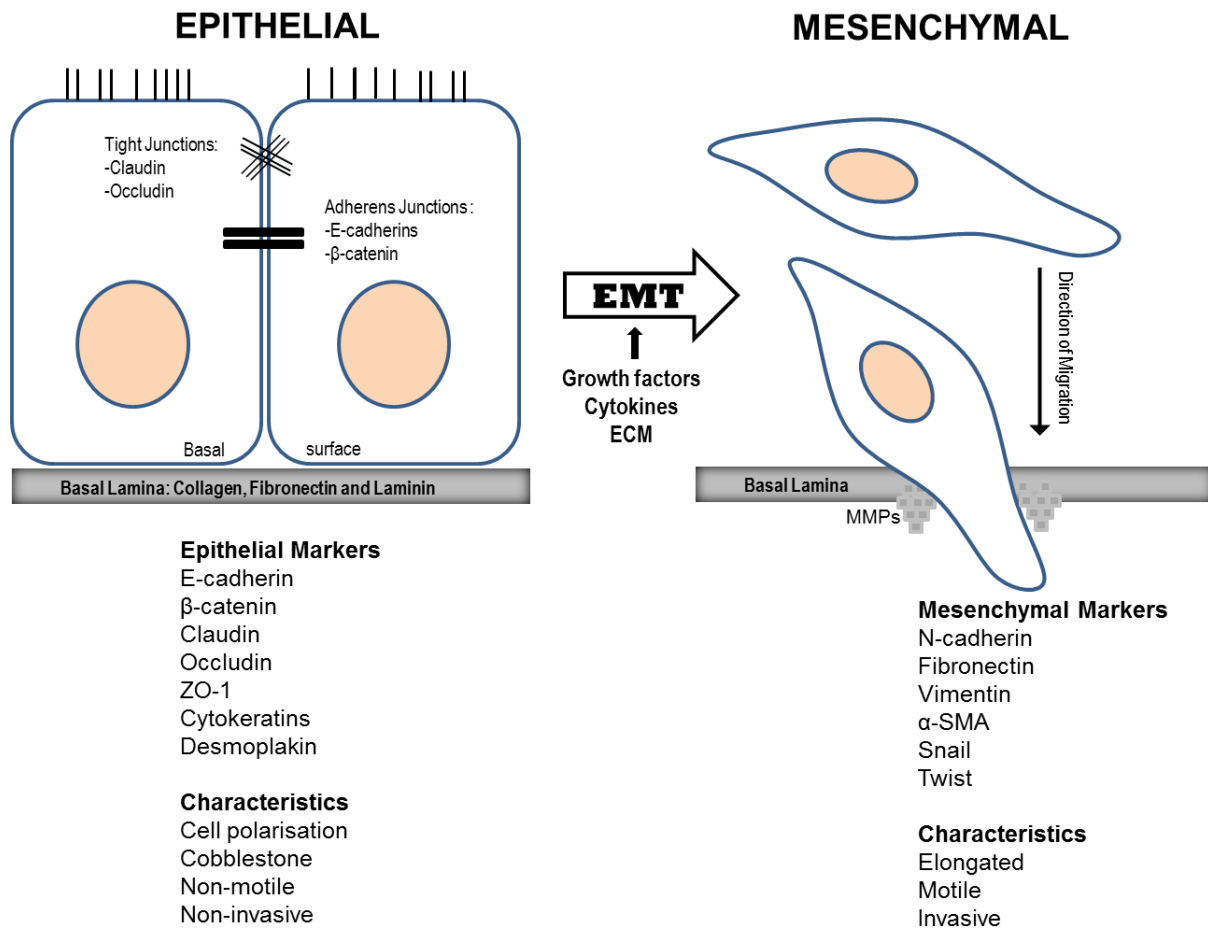 EPITHELIAL
MESENCHYMAL
Tight Junctions:
-Claudin
-Occludin
Adherens Junctions :
-E-cadherins
-β-catenin
Basal
surface
Basal Lamina: Collagen, Fibronectin and Laminin
EMT
Growth factors
Cytokines
ECM
Direction of Migration
Basal Lamina
MMPs
Epithelial Markers
E-cadherin
β-catenin
Claudin
Occludin
ZO-1
Cytokeratins
Desmoplakin
Characteristics
Cell polarisation
Cobblestone
Non-motile
Non-invasive
Mesenchymal Markers
N-cadherin
Fibronectin
Vimentin
α-SMA
Snail
Twist
Characteristics
Elongated
Motile
Invasive